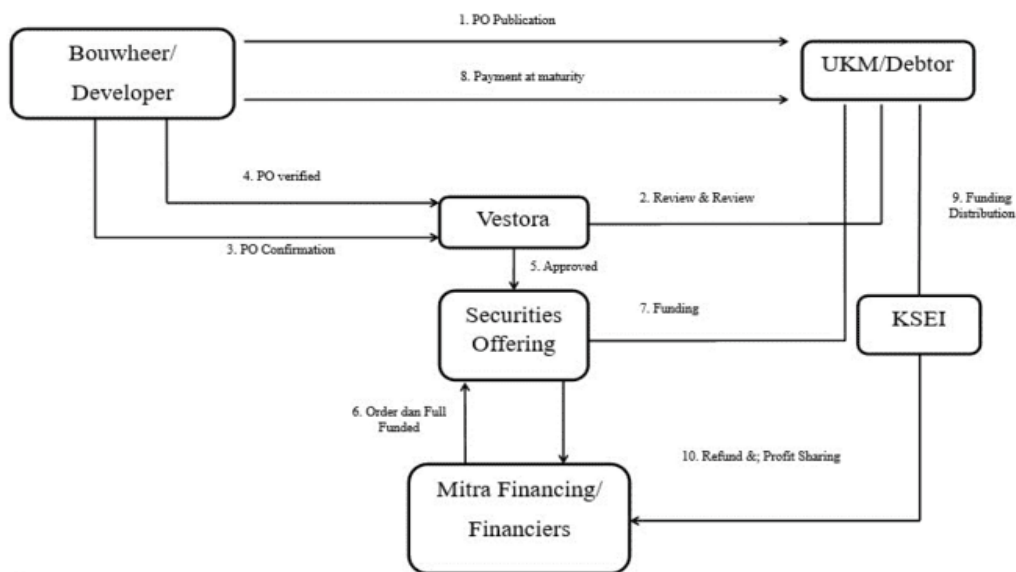 1. PO Publication
Bouwheer/
Developer
UKM/Debtor
8. Payment at maturity
4. PO verified
2. Review & Review
9. Funding
Distribution
Vestora
3. PO Confirmation
5. Approved
Securities
Offering
7. Funding
KSEI
6. Order dan Full
Funded
10. Refund &; Profit Sharing
Mitra Financing/
Financiers